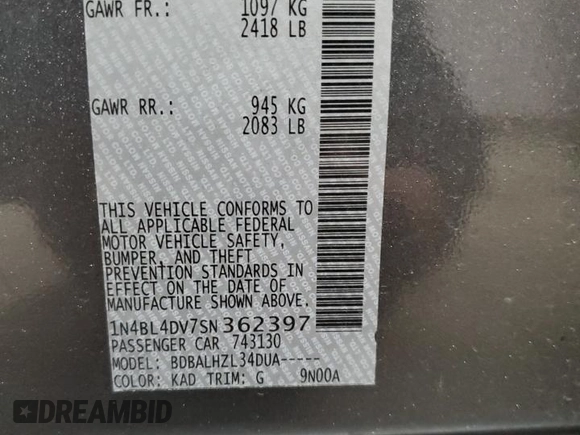 GAWR FR.: 1097 KG
2418 LB
GAWR RR.: 945 KG
2083 LB
THIS VEHICLE CONFORMS TO
ALL APPLICABLE FEDERAL
MOTOR VEHICLE SAFETY,
BUMPER, AND THEFT
PREVENTION STANDARDS IN
EFFECT ON THE DATE OF
MANUFACTURE SHOWN ABOVE.
1N4BL4DV7SN362397
PASSENGER CAR 743130
MODEL: BDBALHZL34DUA-----
COLOR: KAD TRIM: G 9N00A
DREAMBID